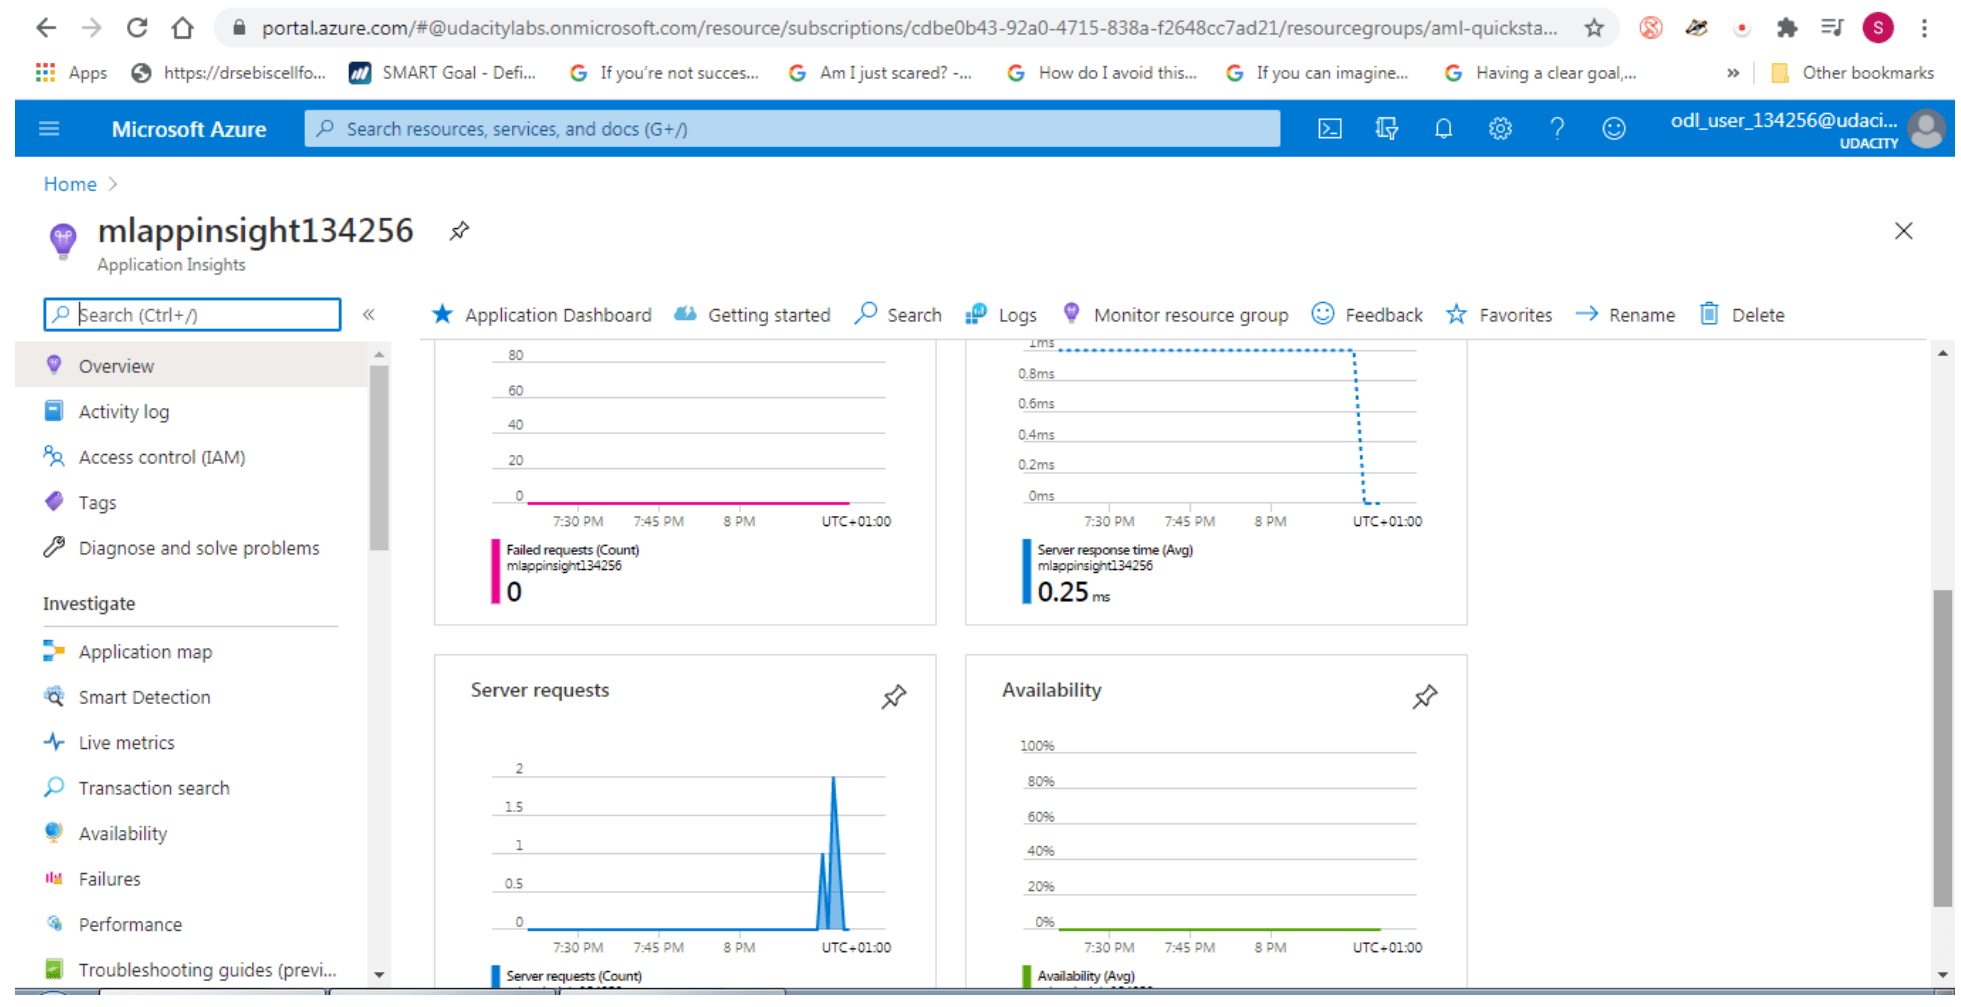 portal.azure.com/#@udacitylabs.onmicrosoft.com/resource/subscriptions/cdbe0b43-92a0-4715-838a-f2648cc7ad21/resourcegroups/aml-quicksta...
S
Apps https://drsebiscellfo... SMART Goal - Defi... If you're not succes... Am I just scared? -... How do I avoid this... If you can imagine... Having a clear goal,... » Other bookmarks
Microsoft Azure
Search resources, services, and docs (G+/)
odl_user_134256@udaci...
UDACITY
Home >
mlappinsight134256
Application Insights
Search (Ctrl+/)
«
Application Dashboard Getting started Search Logs Monitor resource group Feedback Favorites Rename Delete
Overview
Activity log
Access control (IAM)
Tags
Diagnose and solve problems
Investigate
Application map
Smart Detection
Live metrics
Transaction search
Availability
Failures
Performance
Troubleshooting guides (previ...
80
60
40
20
0
7:30 PM 7:45 PM 8 PM UTC+01:00
Failed requests (Count)
mlappinsight134256
0
1ms
0.8ms
0.6ms
0.4ms
0.2ms
0ms
7:30 PM 7:45 PM 8 PM UTC+01:00
Server response time (Avg)
mlappinsight134256
0.25 ms
Server requests
2
1.5
1
0.5
0
7:30 PM 7:45 PM 8 PM UTC+01:00
Server requests (Count)
Availability
100%
80%
60%
40%
20%
0%
7:30 PM 7:45 PM 8 PM UTC+01:00
Availability (Avg)